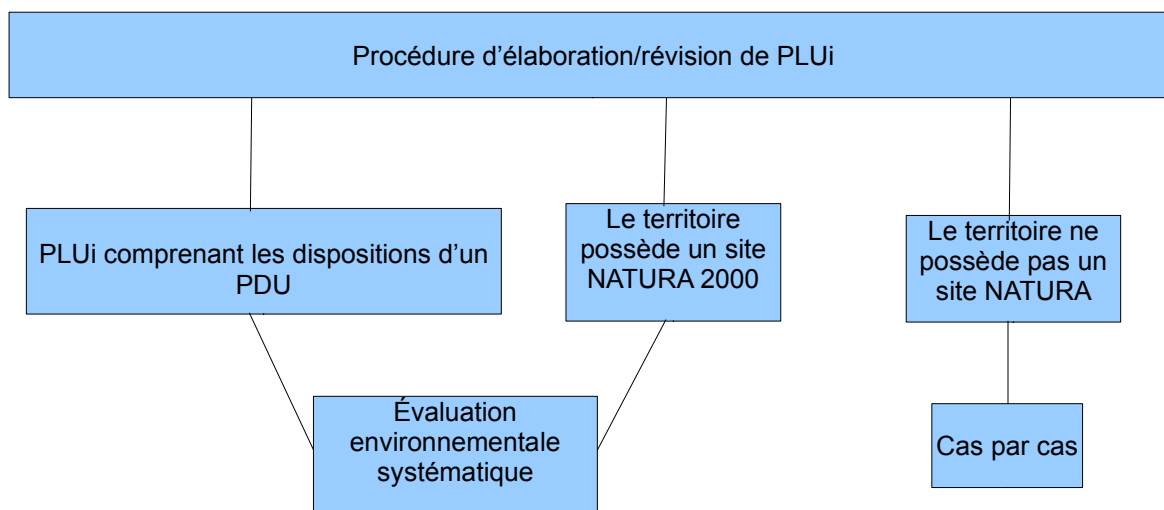 Procédure d'élaboration/révision de PLUi
PLUi comprenant les dispositions d'un
PDU
Le territoire
possède un site
NATURA 2000
Le territoire ne
possède pas un
site NATURA
Évaluation
environnementale
systématique
Cas par cas